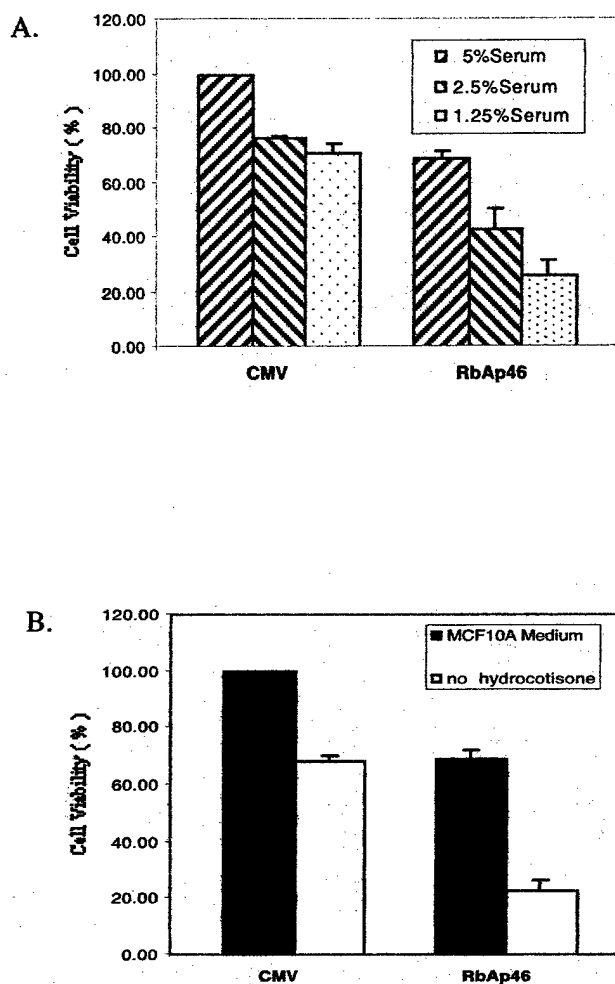 A.
120.00
100.00
80.00
60.00
40.00
20.00
0.00
Cell Viability ( % )
5%Serum
2.5%Serum
1.25%Serum
CMV
RbAp46
B.
120.00
100.00
80.00
60.00
40.00
20.00
0.00
Cell Viability ( % )
MCF10A Medium
no hydrocotisone
CMV
RbAp46